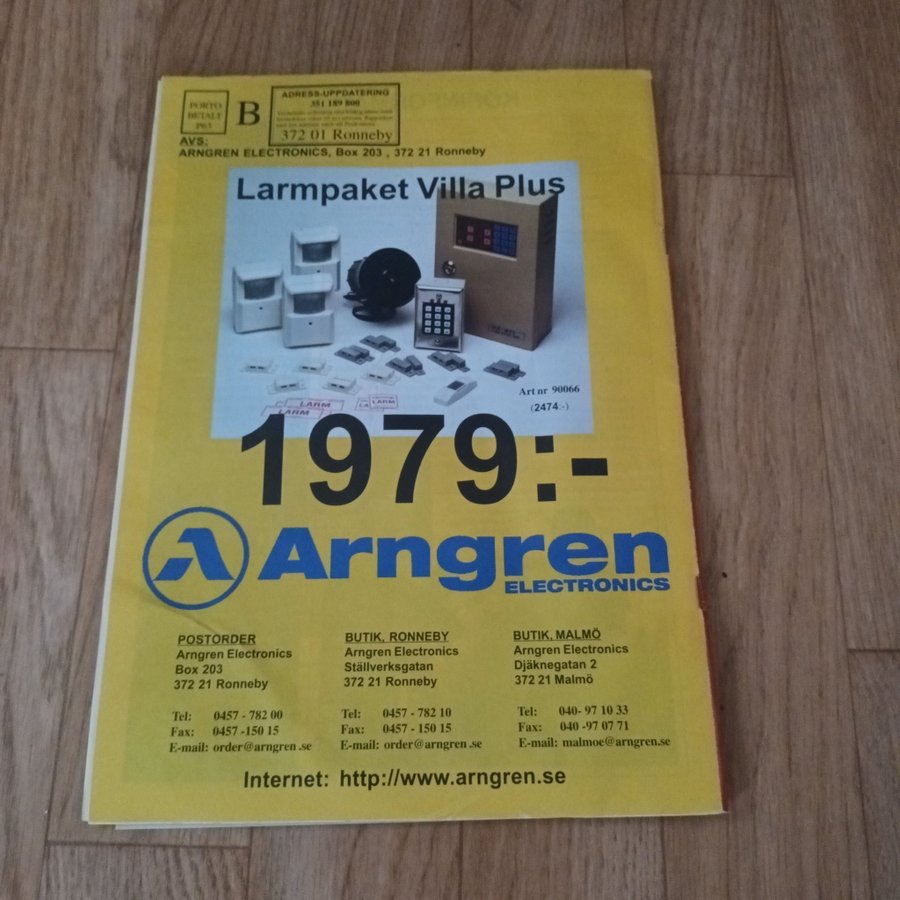 PORTO
BETALT
P63
B
ADRESS-UPPDATERING
351 189 800
372 01 Ronneby
AVS:
ARNGREN ELECTRONICS, Box 203 , 372 21 Ronneby
Larmpaket Villa Plus
Art nr 90066
(2474:-)
LARM
LARM
LARM
1979:-
Arngren
ELECTRONICS
POSTORDER
Arngren Electronics
Box 203
372 21 Ronneby
Tel: 0457 - 782 00
Fax: 0457 -150 15
E-mail: order@arngren .se
BUTIK, RONNEBY
Arngren Electronics
Ställverksgatan
372 21 Ronneby
Tel: 0457 - 782 10
Fax: 0457 - 150 15
E-mail: order@arngren .se
BUTIK, MALMÖ
Arngren Electronics
Djäknegatan 2
372 21 Malmö
Tel: 040- 97 10 33
Fax: 040 -97 07 71
E-mail: malmoe@arngren.se
Internet: http://www.arngren.se